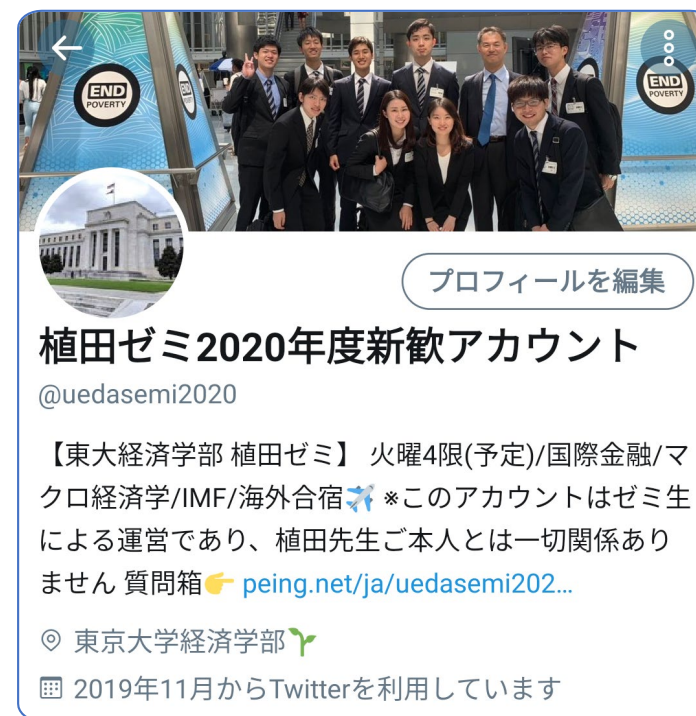 END
POVERTY
END
POVERTY
プロフィールを編集
植田ゼミ2020年度新歓アカウント
@uedasemi2020
【東大経済学部 植田ゼミ】 火曜4限(予定)/国際金融/マ
クロ経済学/IMF/海外合宿✈️ ※このアカウントはゼミ生
による運営であり、植田先生ご本人とは一切関係あり
ません 質問箱👉 peing.net/ja/uedasemi202…
東京大学経済学部🌱
2019年11月からTwitterを利用しています